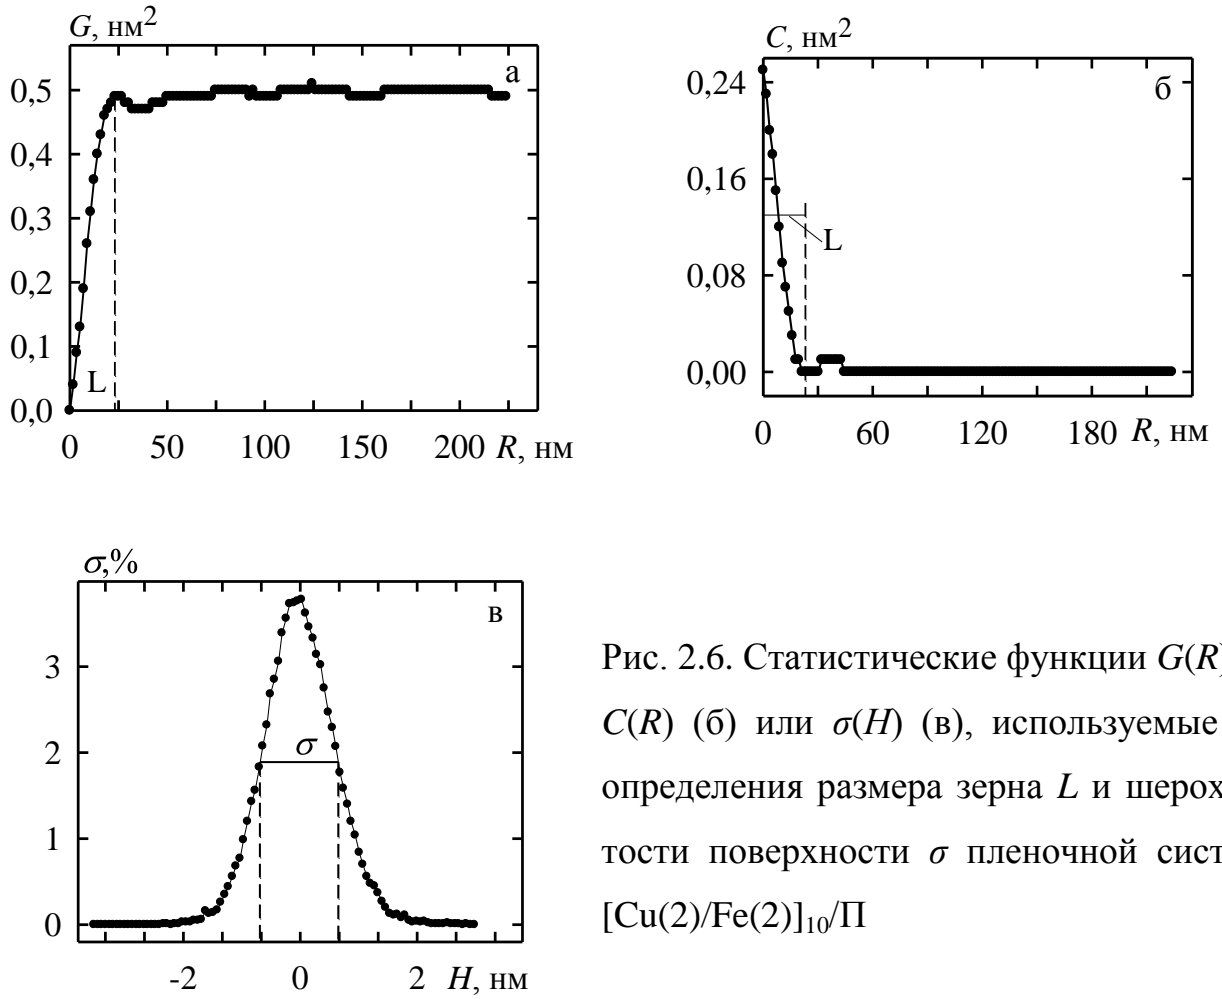 G, нм²
а
0,5
0,4
0,3
0,2
0,1
0,0
L
0 50 100 150 200 R, нм
C, нм²
б
0,24
0,16
0,08
0,00
L
0 60 120 180 R, нм
σ,%
в
3
2
1
0
σ
-2 0 2 H, нм
Рис. 2.6. Статистические функции G(R)
C(R) (б) или σ(H) (в), используемые
определения размера зерна L и шерох
тости поверхности σ пленочной сист
[Cu(2)/Fe(2)]₁₀/П